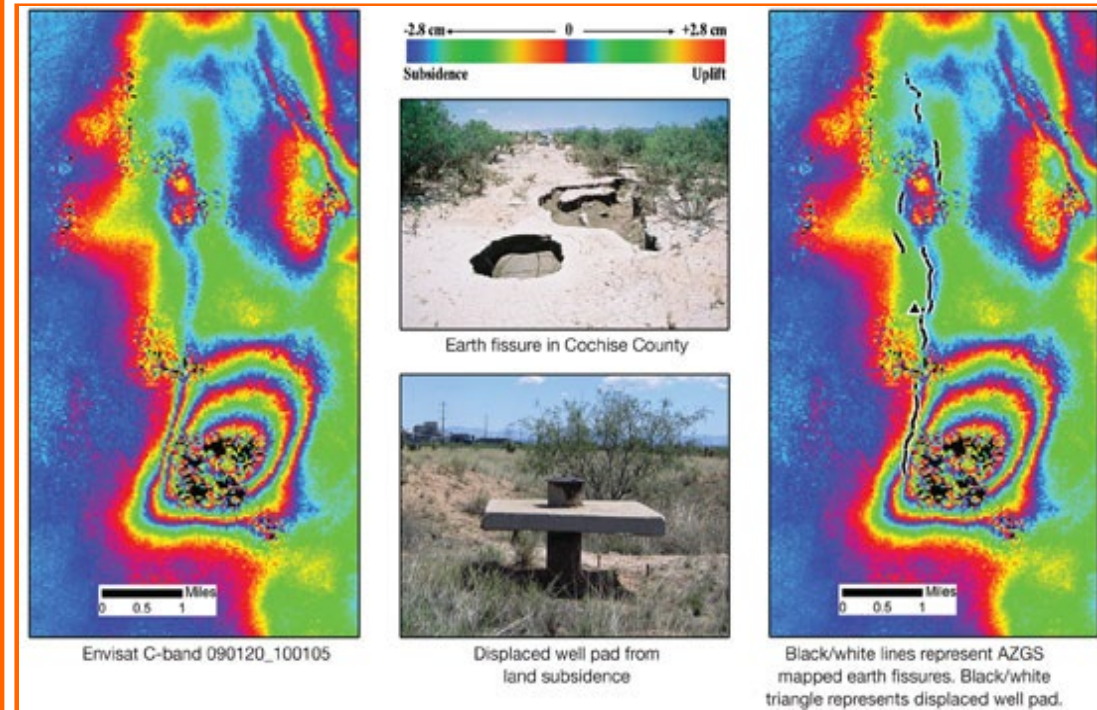 -2.8 cm 0 +2.8 cm
Subsidence Uplift
Earth fissure in Cochise County
Miles
0 0.5 1
Envisat C-band 090120_100105
Displaced well pad from
land subsidence
Miles
0 0.5 1
Black/white lines represent AZGS
mapped earth fissures. Black/white
triangle represents displaced well pad.